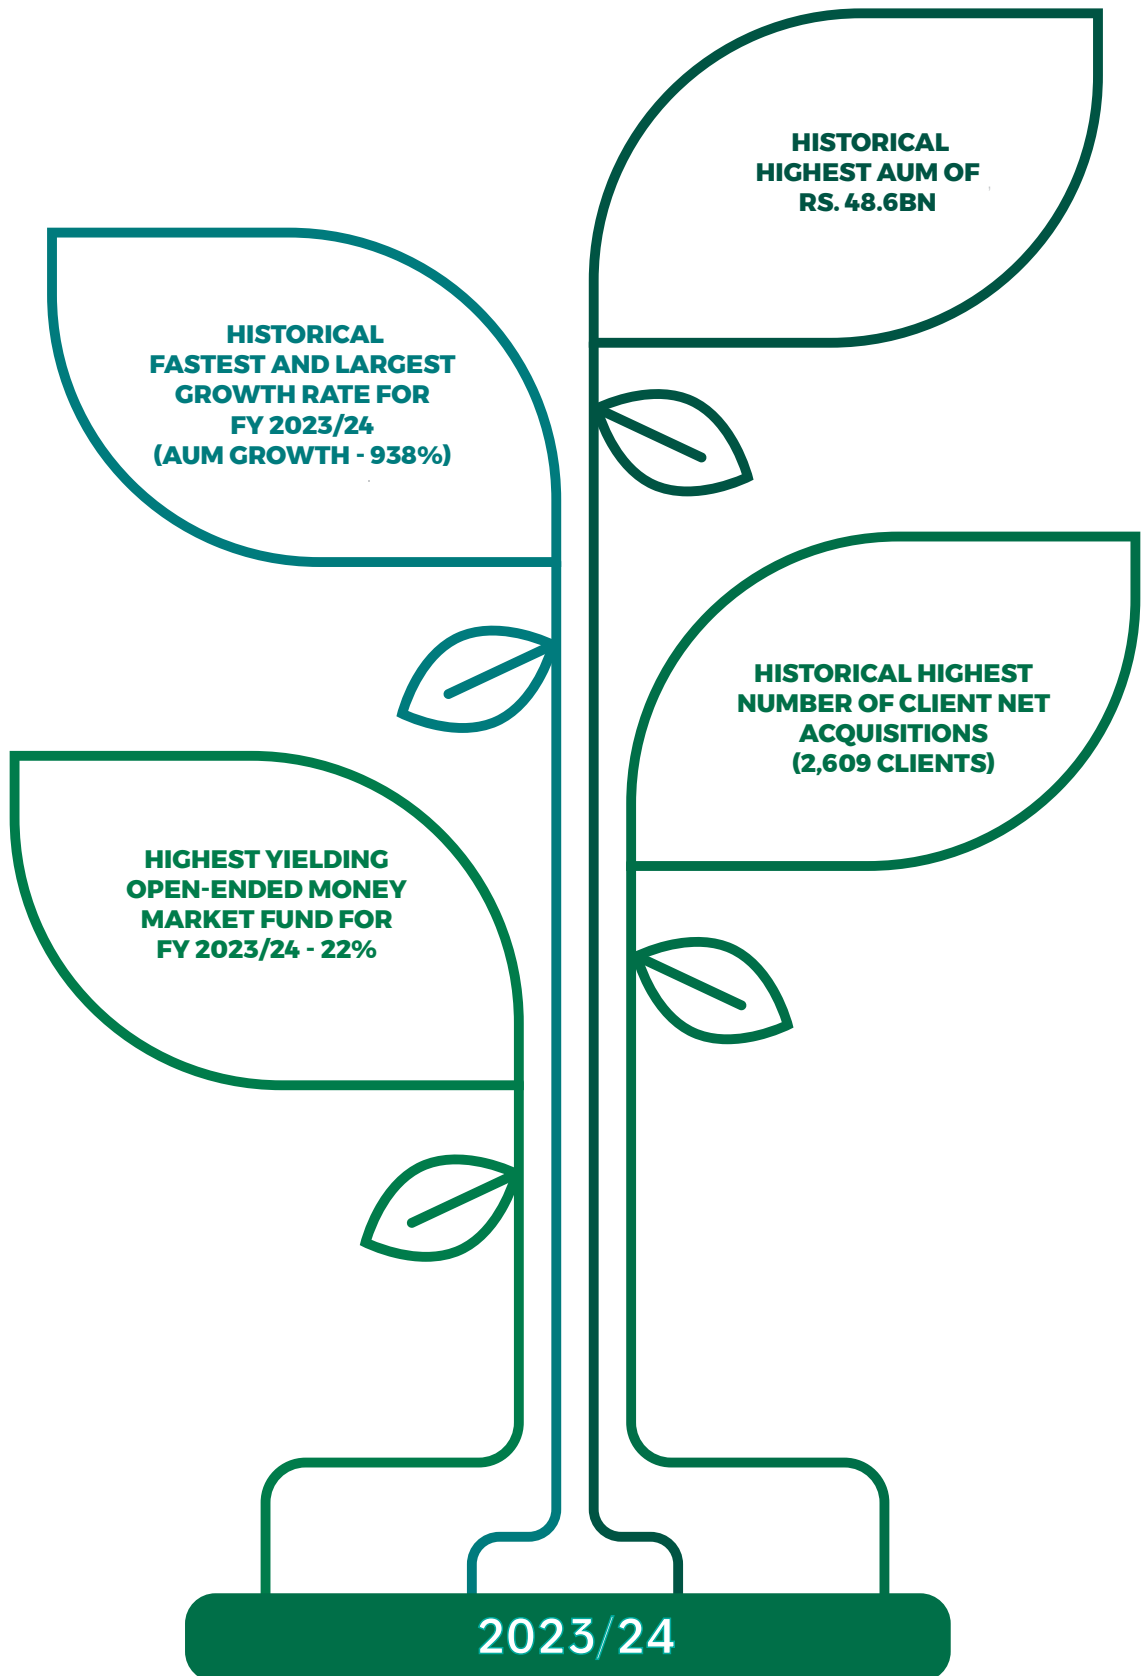 HISTORICAL
HIGHEST AUM OF
RS. 48.6BN
HISTORICAL
FASTEST AND LARGEST
GROWTH RATE FOR
FY 2023/24
(AUM GROWTH - 938%)
HISTORICAL HIGHEST
NUMBER OF CLIENT NET
ACQUISITIONS
(2,609 CLIENTS)
HIGHEST YIELDING
OPEN-ENDED MONEY
MARKET FUND FOR
FY 2023/24 - 22%
2023/24